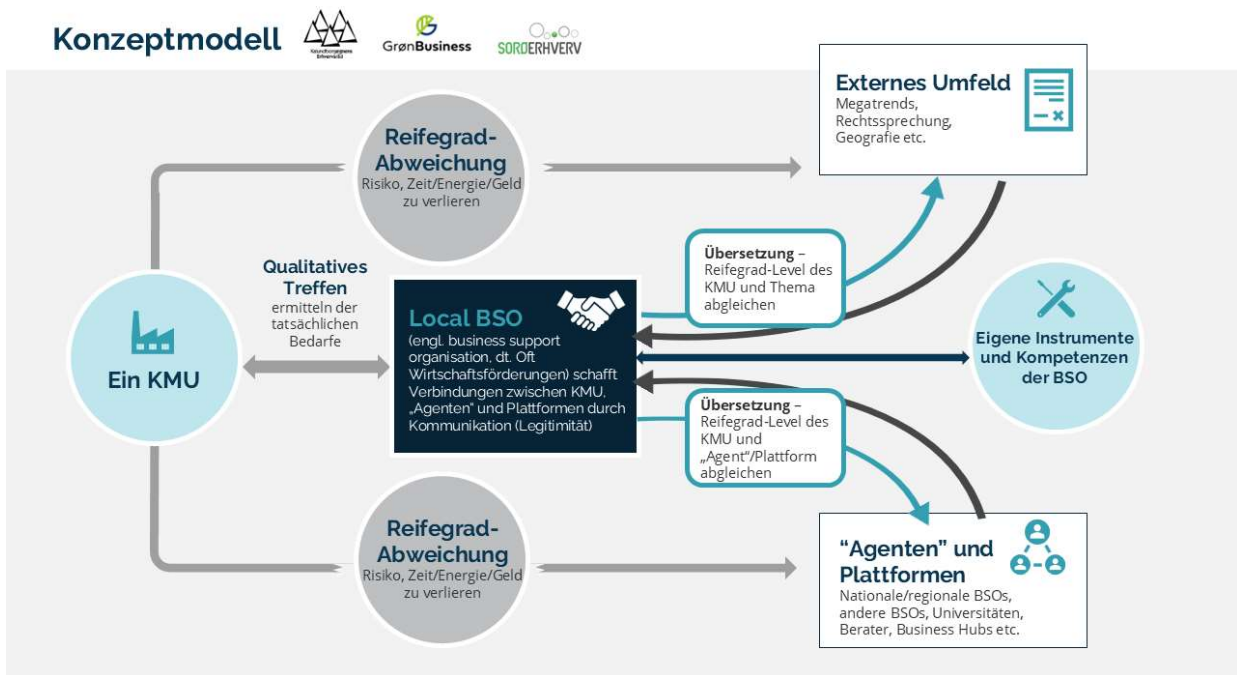 Konzeptmodell
GrønBusiness
SORØERHVERV
Externes Umfeld
Megatrends,
Rechtssprechung,
Geografie etc.
Reifegrad-
Abweichung
Risiko, Zeit/Energie/Geld
zu verlieren
Übersetzung –
Reifegrad-Level des
KMU und Thema
abgleichen
Qualitatives
Treffen
ermitteln der
tatsächlichen
Bedarfe
Ein KMU
Local BSO
(engl. business support
organisation, dt. Oft
Wirtschaftsförderungen) schafft
Verbindungen zwischen KMU,
„Agenten" und Plattformen durch
Kommunikation (Legitimität)
Eigene Instrumente
und Kompetenzen
der BSO
Übersetzung –
Reifegrad-Level des
KMU und
„Agent"/Plattform
abgleichen
Reifegrad-
Abweichung
Risiko, Zeit/Energie/Geld
zu verlieren
"Agenten" und
Plattformen
Nationale/regionale BSOs,
andere BSOs, Universitäten,
Berater, Business Hubs etc.